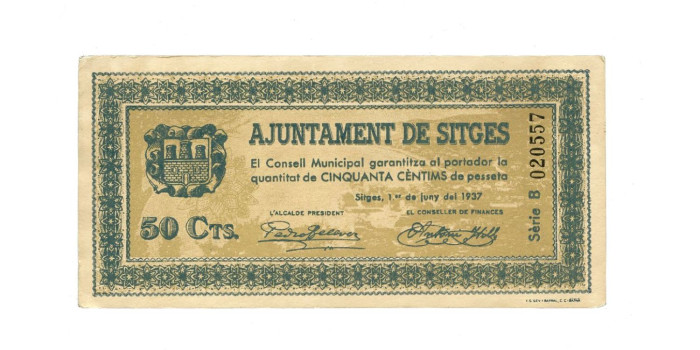 AJUNTAMENT DE SITGES
El Consell Municipal garantitza al portador la
quantitat de CINQUANTA CÈNTIMS de pesseta
Sitges, 1er de juny del 1937
L'ALCALDE PRESIDENT
EL CONSELLER DE FINANCES
50 CTS.
Sèrie B 020557